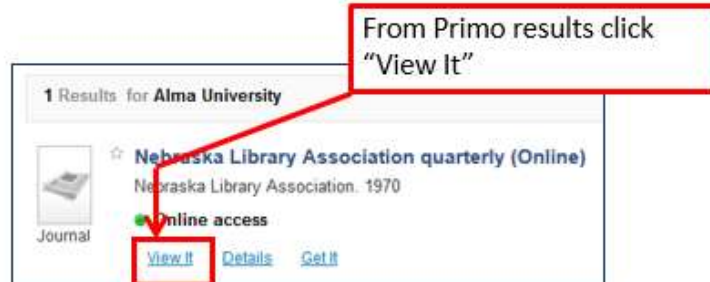 From Primo results click
"View It"
1 Results for Alma University
Nebraska Library Association quarterly (Online)
Nebraska Library Association. 1970
Online access
Journal
View It Details Get It